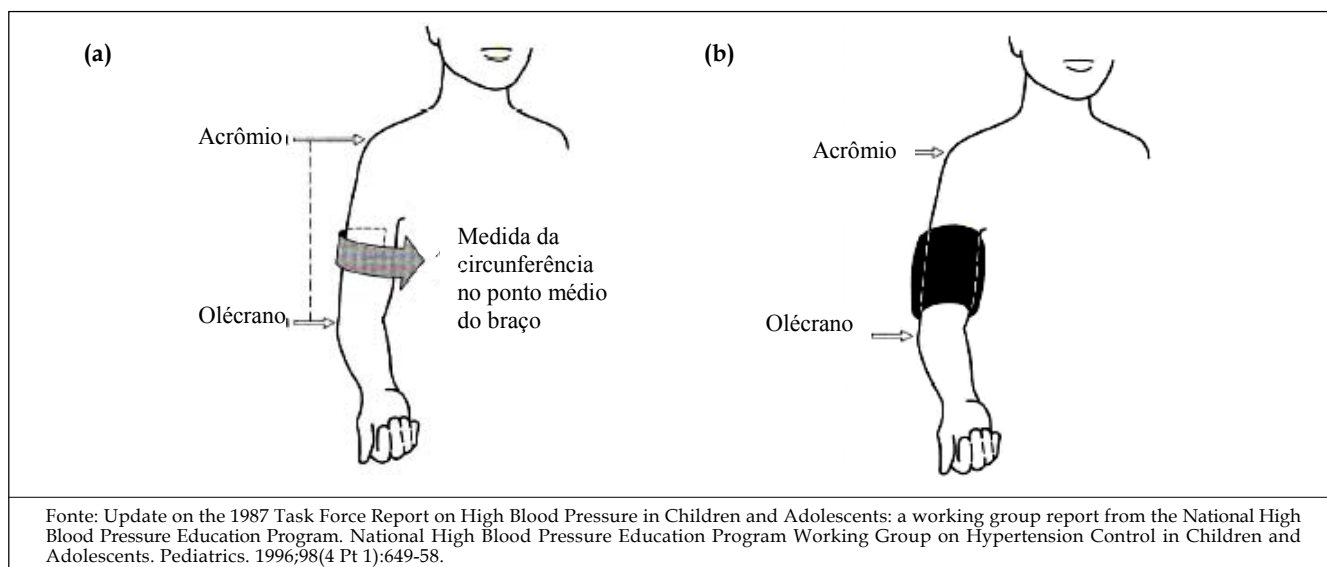 (a)
Acrômio
Medida da
circunferência
no ponto médio
do braço
Olécrano
(b)
Acrômio
Olécrano
Fonte: Update on the 1987 Task Force Report on High Blood Pressure in Children and Adolescents: a working group report from the National High
Blood Pressure Education Program. National High Blood Pressure Education Program Working Group on Hypertension Control in Children and
Adolescents. Pediatrics. 1996;98(4 Pt 1):649-58.